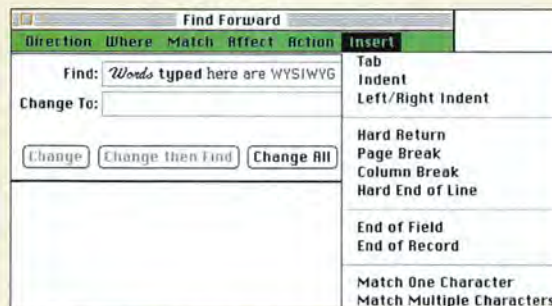 Find Forward
Direction Where Match Affect Action Insert
Find: Words typed here are WYSIWYG
Change To:
Change Change then Find Change All
Tab
Indent
Left/Right Indent
Hard Return
Page Break
Column Break
Hard End of Line
End of Field
End of Record
Match One Character
Match Multiple Characters